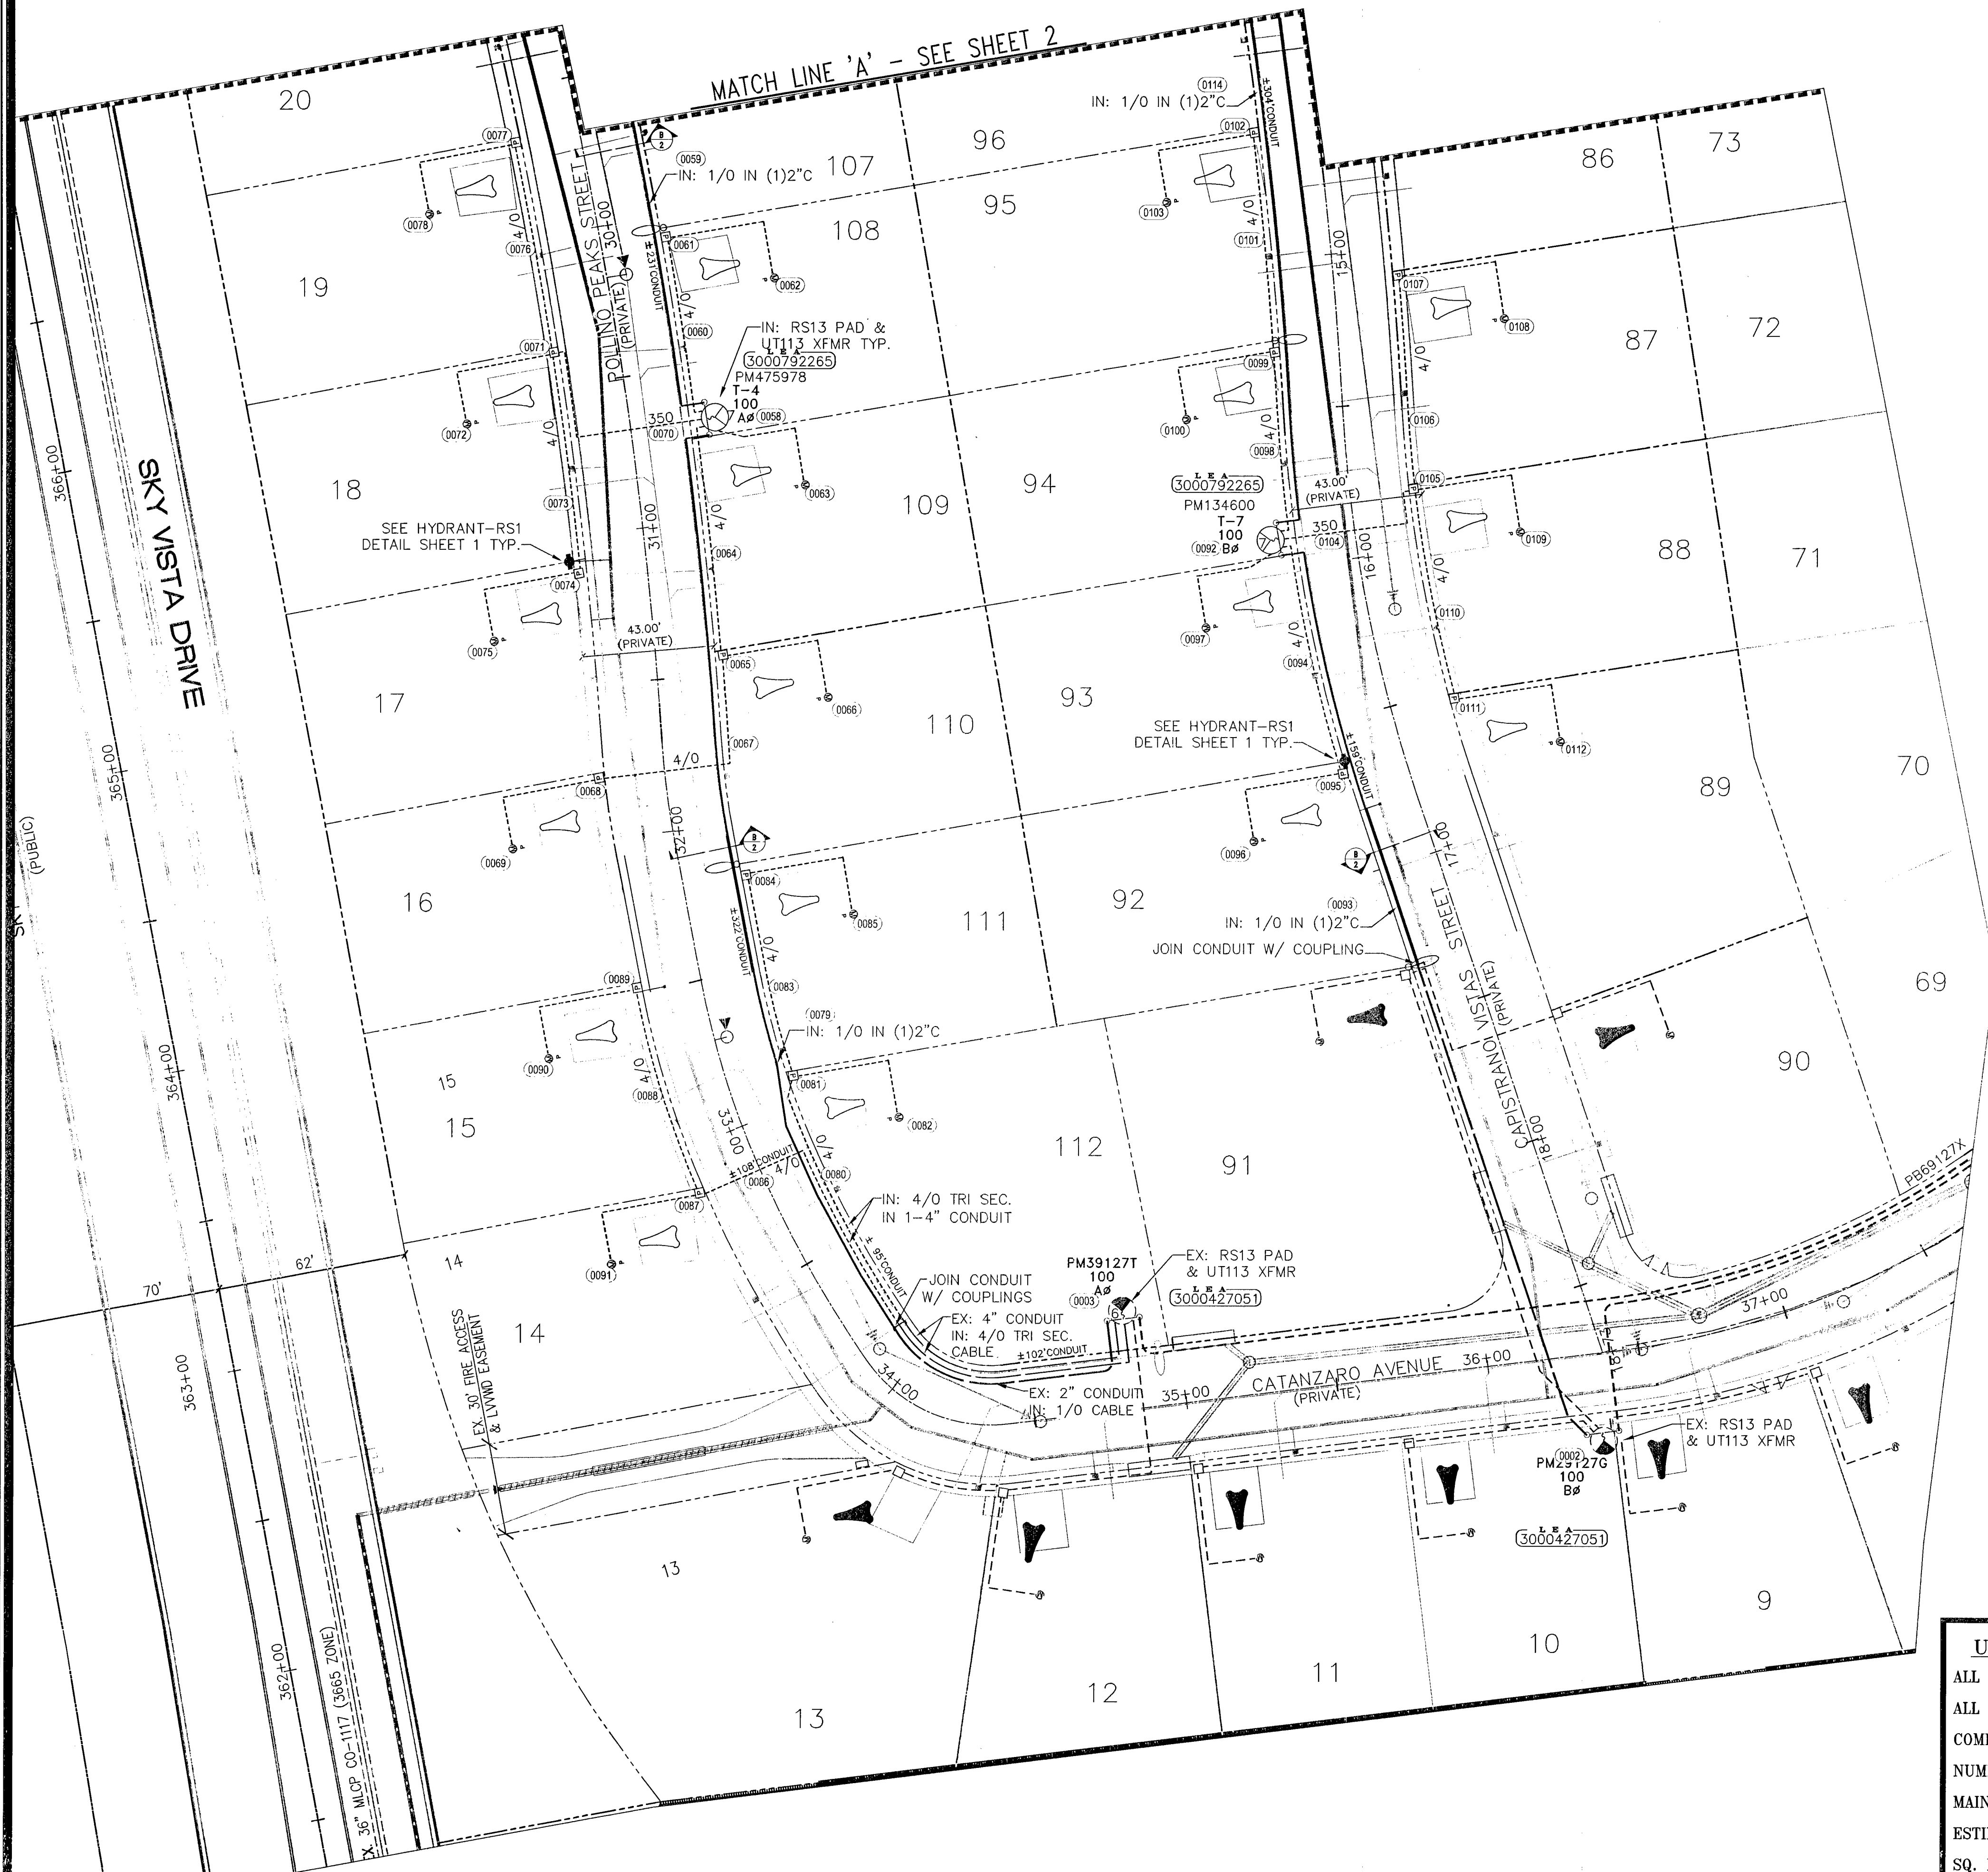 MATCH LINE 'A' - SEE SHEET 2
20
19
18
17
16
15
15
14
14
13
13
12
11
10
9
107
108
109
110
111
112
96
95
94
93
92
91
86
87
88
89
90
73
72
71
70
69
SKY VISTA DRIVE
(PUBLIC)
366+00
365+00
364+00
363+00
362+00
70'
62'
EX. 30' FIRE ACCESS
& LVVWD EASEMENT
36" MLCP CO-1117 (3665 ZONE)
POLLINO PEAKS STREET
(PRIVATE)
30+00
31+00
32+00
33+00
34+00
35+00
36+00
37+00
(0077)
(0078)
4/0
(0076)
(0071)
(0072)
4/0
(0073)
SEE HYDRANT-RS1
DETAIL SHEET 1 TYP.
(0074)
(0075)
43.00'
(PRIVATE)
B
2
(0059)
IN: 1/0 IN (1)2"C
(0061)
±231'CONDUIT
(0062)
4/0
(0060)
IN: RS13 PAD &
UT113 XFMR TYP.
L E A
(3000792265)
PM475978
T-4
100
AØ
(0058)
350
(0070)
(0063)
4/0
(0064)
(0065)
(0066)
(0067)
4/0
(0068)
(0069)
B
2
(0084)
(0085)
±322'CONDUIT
4/0
(0083)
(0079)
IN: 1/0 IN (1)2"C
(0089)
(0090)
4/0
(0088)
(0081)
(0082)
±108'CONDUIT
4/0
(0086)
(0087)
(0091)
4/0
(0080)
IN: 4/0 TRI SEC.
IN 1-4" CONDUIT
± 95'CONDUIT
JOIN CONDUIT
W/ COUPLINGS
EX: 4" CONDUIT
IN: 4/0 TRI SEC.
CABLE
±102'CONDUIT
EX: 2" CONDUIT
IN: 1/0 CABLE
PM39127T
100
AØ
(0003)
EX: RS13 PAD
& UT113 XFMR
L E A
(3000427051)
CATANZARO AVENUE
(PRIVATE)
(0114)
IN: 1/0 IN (1)2"C
±304'CONDUIT
(0102)
(0103)
4/0
(0101)
15+00
(0099)
(0100)
4/0
(0098)
L E A
(3000792265)
PM134600
T-7
100
BØ
(0092)
43.00'
(PRIVATE)
350
(0104)
16+00
(0107)
(0108)
4/0
(0106)
(0105)
(0109)
4/0
(0110)
(0111)
(0112)
(0097)
4/0
(0094)
SEE HYDRANT-RS1
DETAIL SHEET 1 TYP.
±159'CONDUIT
(0095)
(0096)
B
2
17+00
(0093)
IN: 1/0 IN (1)2"C
JOIN CONDUIT W/ COUPLING
CAPISTRANO VISTAS STREET
(PRIVATE)
18+00
PB69127X
EX: RS13 PAD
& UT113 XFMR
(0002)
PM29127G
100
BØ
L E A
(3000427051)
ALL
ALL
SQ.